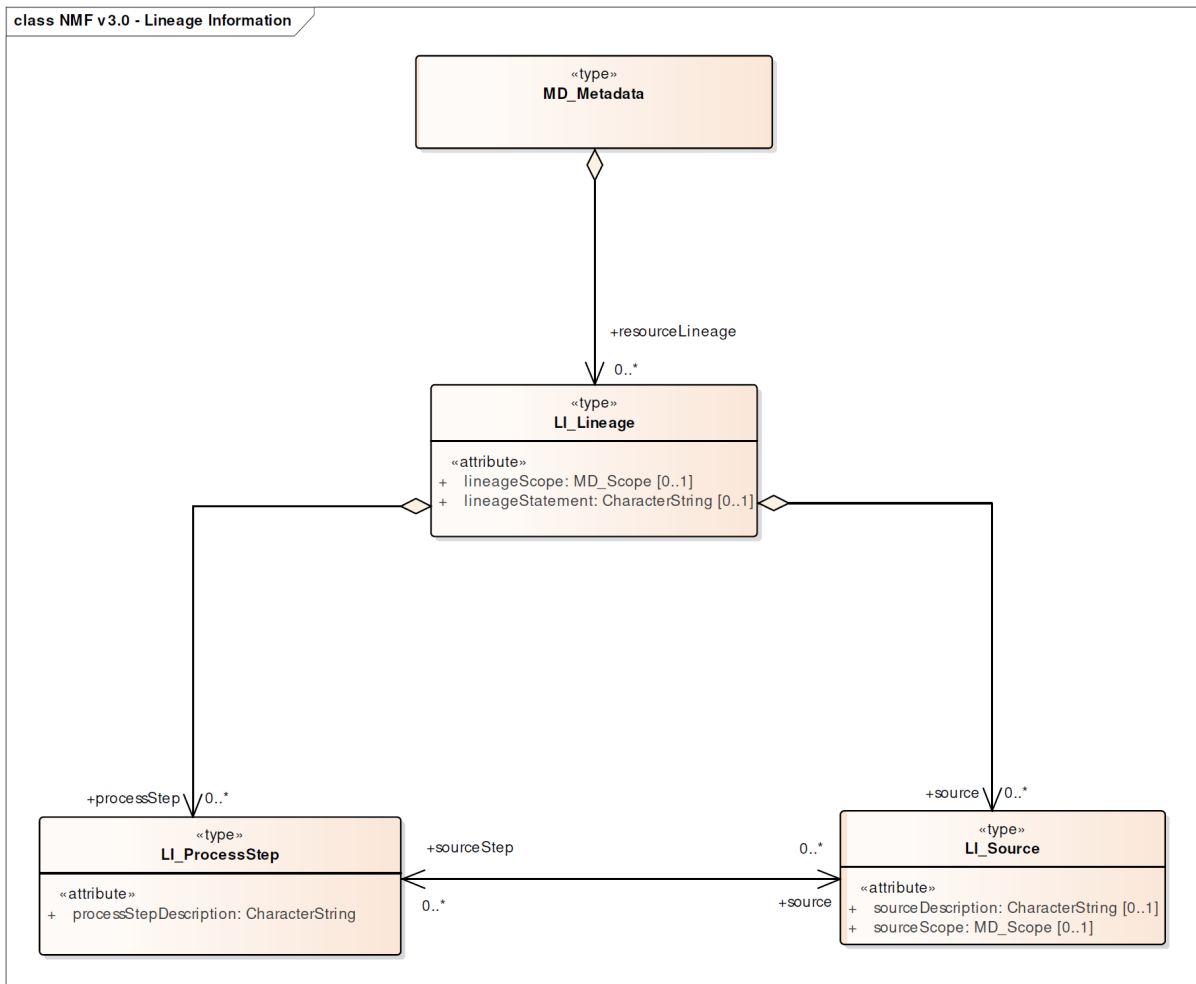 class NMF v3.0 - Lineage Information
«type»
MD_Metadata
+resourceLineage
0..*
«type»
LI_Lineage
«attribute»
+ lineageScope: MD_Scope [0..1]
+ lineageStatement: CharacterString [0..1]
+processStep 0..*
+source 0..*
«type»
LI_ProcessStep
«attribute»
+ processStepDescription: CharacterString
+sourceStep
0..*
0..*
+source
«type»
LI_Source
«attribute»
+ sourceDescription: CharacterString [0..1]
+ sourceScope: MD_Scope [0..1]